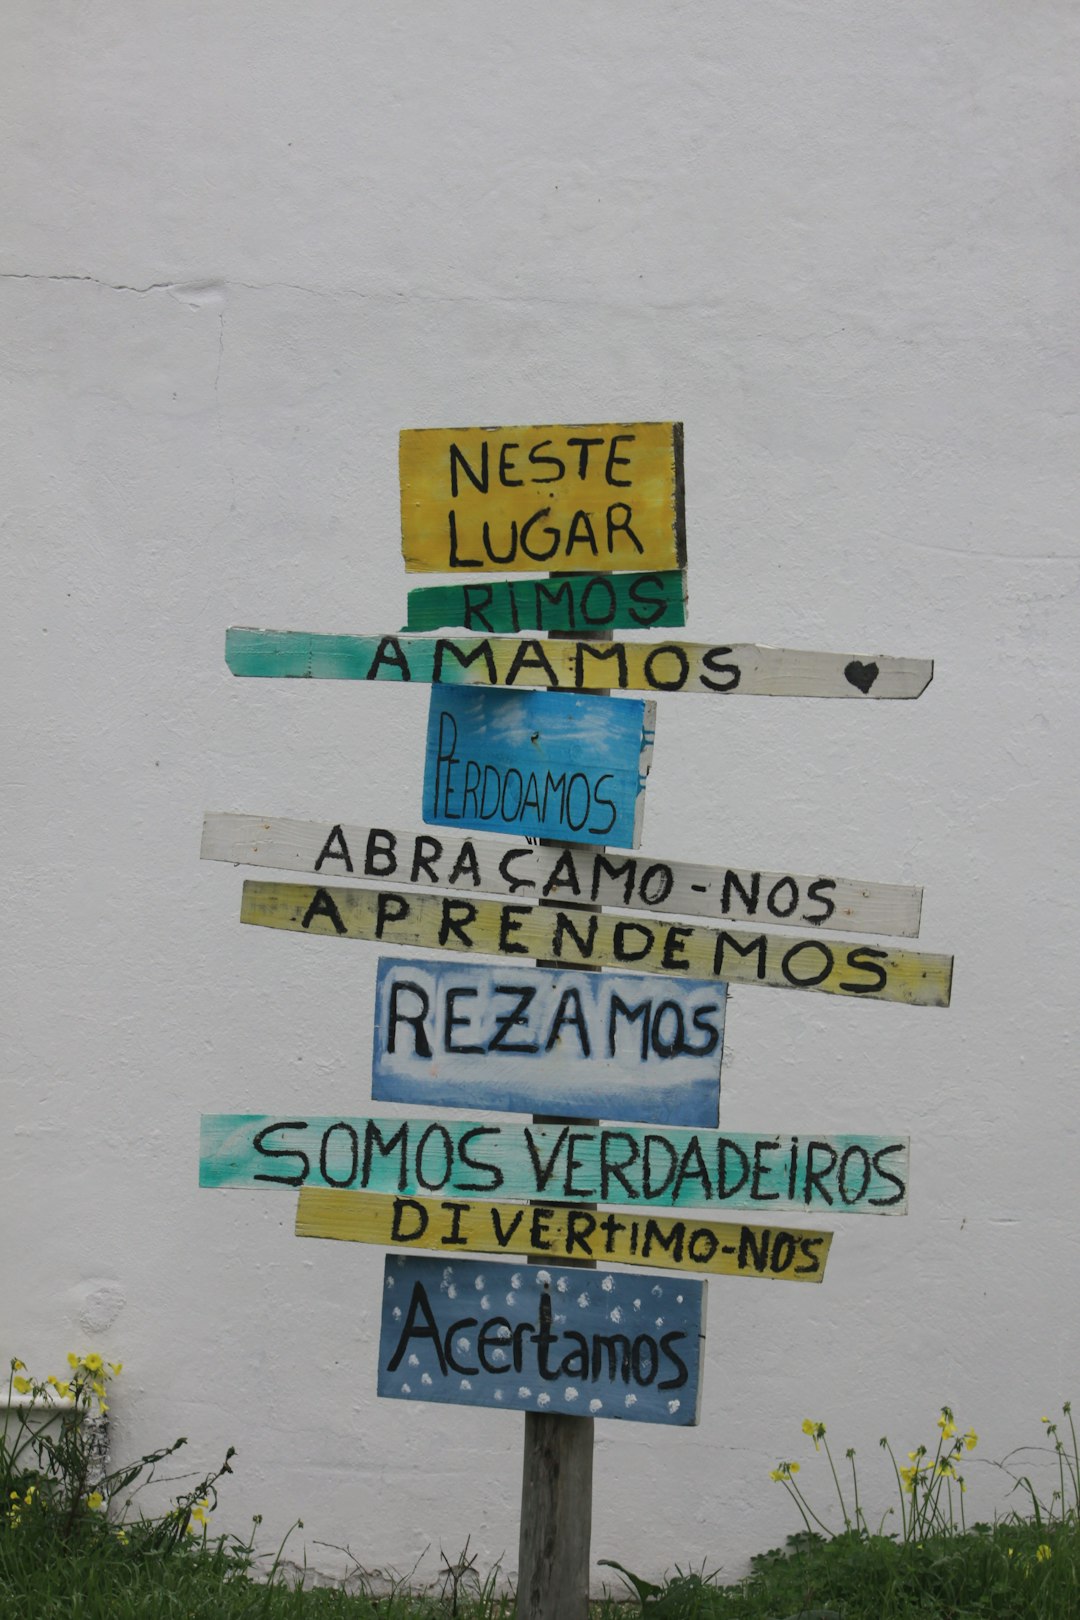 NESTE
LUGAR
RIMOS
AMAMOS
PERDOAMOS
ABRAÇAMO-NOS
APRENDEMOS
REZAMOS
SOMOS VERDADEIROS
DIVERTIMO-NOS
Acertamos